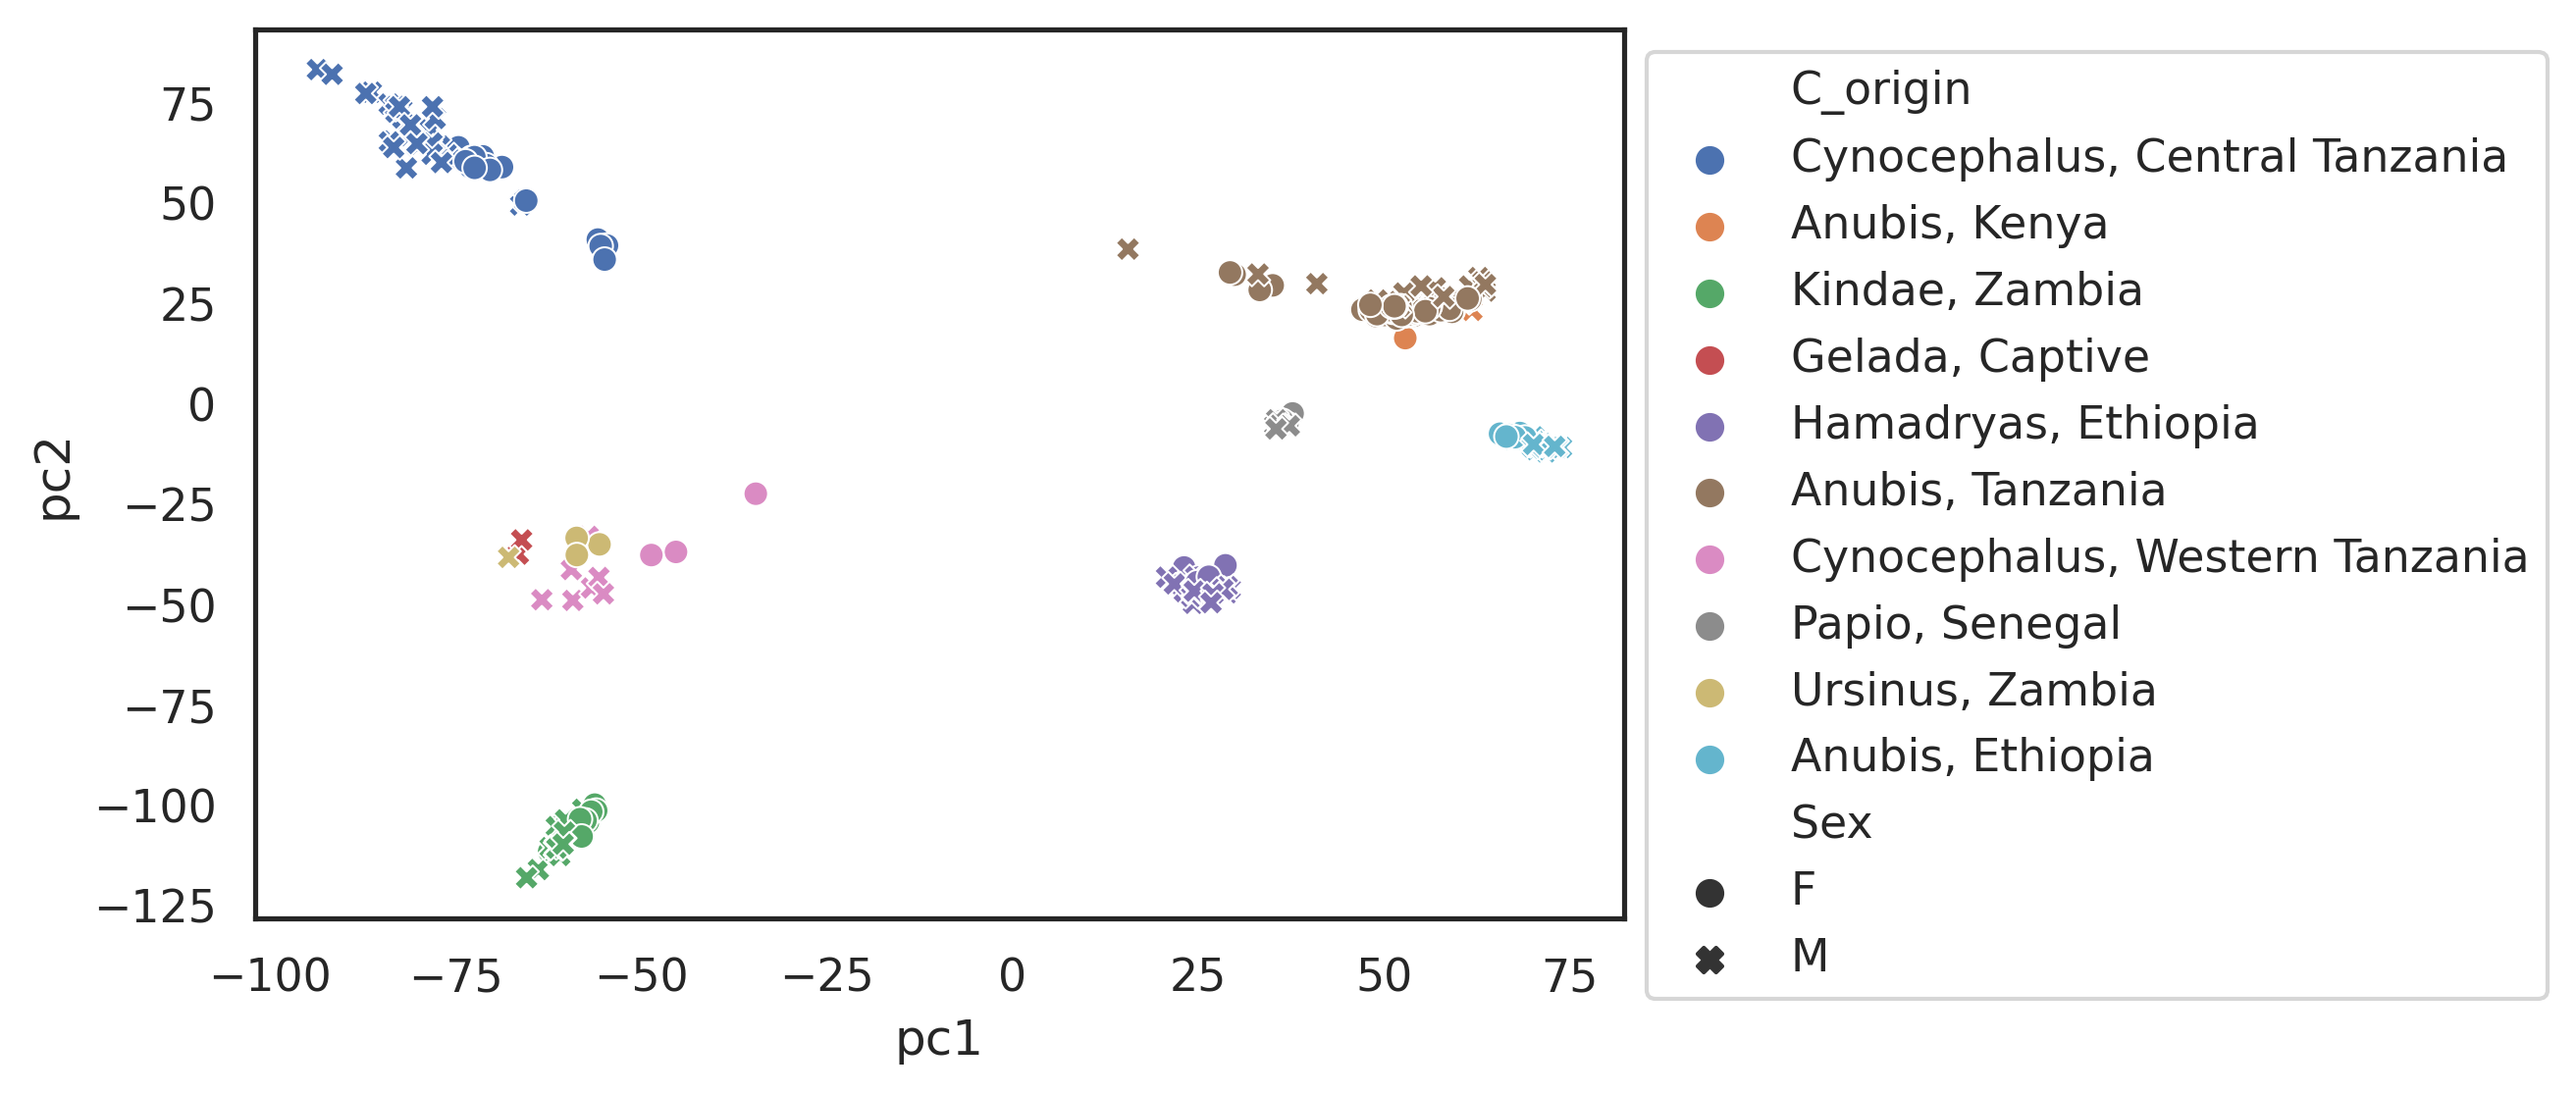 75
50
25
0
−25
−50
−75
−100
−125
pc2
−100
−75
−50
−25
0
25
50
75
pc1
C_origin
Cynocephalus, Central Tanzania
Anubis, Kenya
Kindae, Zambia
Gelada, Captive
Hamadryas, Ethiopia
Anubis, Tanzania
Cynocephalus, Western Tanzania
Papio, Senegal
Ursinus, Zambia
Anubis, Ethiopia
Sex
F
M